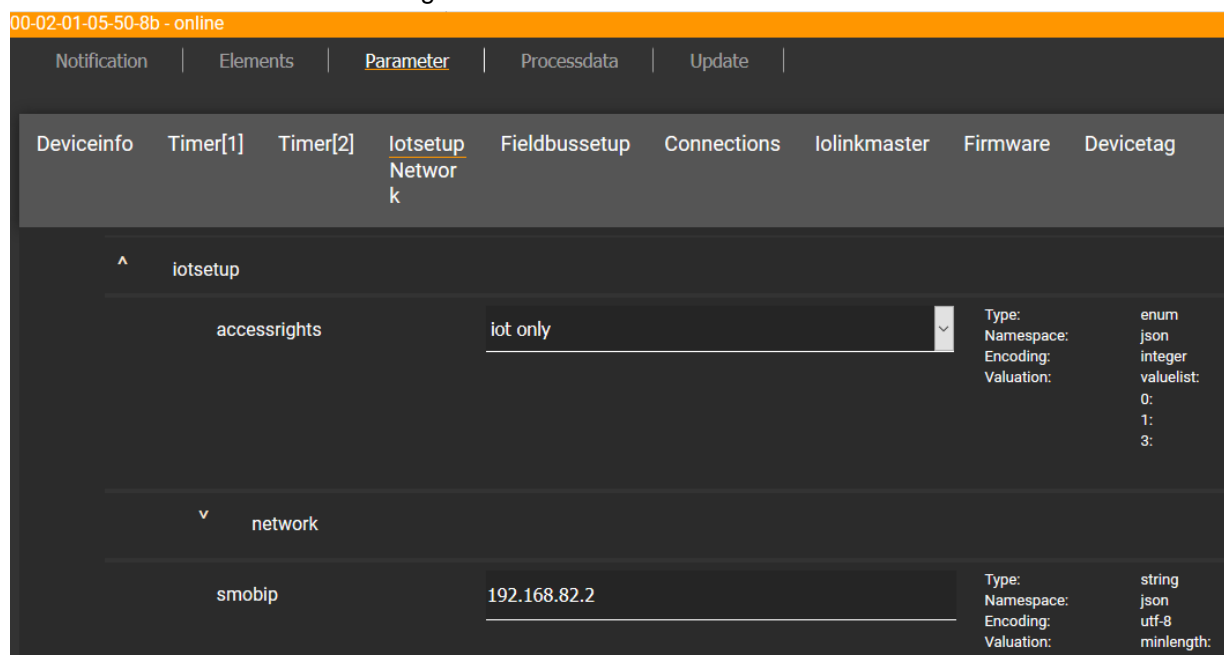 00-02-01-05-50-8b - online
Notification | Elements | Parameter | Processdata | Update |
Deviceinfo Timer[1] Timer[2] Iotsetup Fieldbussetup Connections Iolinkmaster Firmware Devicetag
Networ
k
^ iotsetup
accessrights iot only Type: enum
Namespace: json
Encoding: integer
Valuation: valuelist:
0:
1:
3:
v network
smobip 192.168.82.2 Type: string
Namespace: json
Encoding: utf-8
Valuation: minlength: